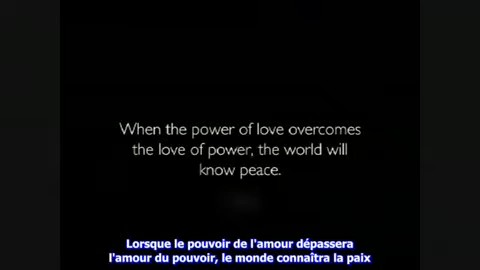 When the power of love overcomes
the love of power, the world will
know peace.
Lorsque le pouvoir de l'amour dépassera
l'amour du pouvoir, le monde connaîtra la paix